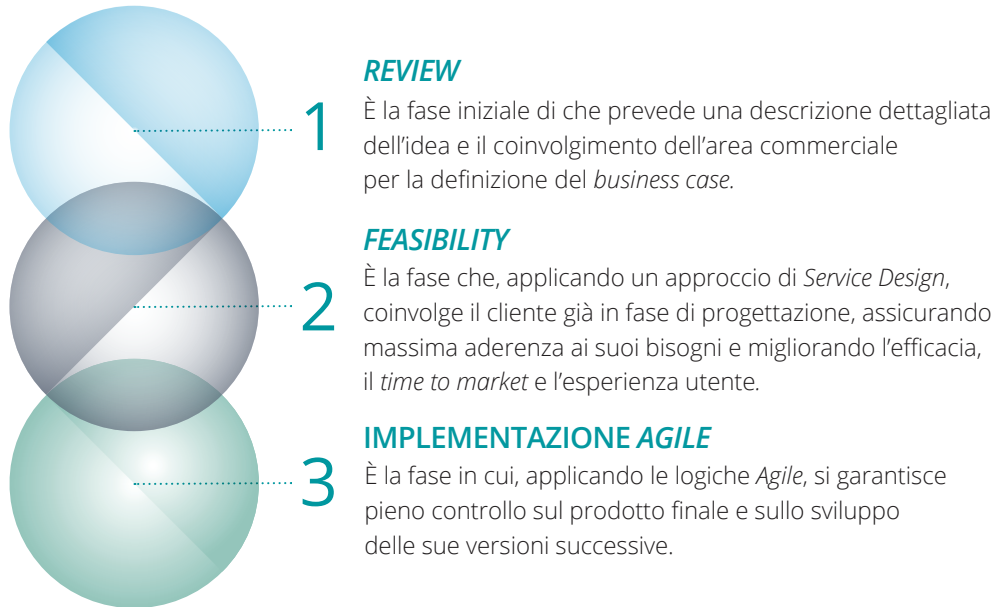 1
REVIEW
È la fase iniziale di che prevede una descrizione dettagliata
dell'idea e il coinvolgimento dell'area commerciale
per la definizione del business case.
2
FEASIBILITY
È la fase che, applicando un approccio di Service Design,
coinvolge il cliente già in fase di progettazione, assicurando
massima aderenza ai suoi bisogni e migliorando l'efficacia,
il time to market e l'esperienza utente.
3
IMPLEMENTAZIONE AGILE
È la fase in cui, applicando le logiche Agile, si garantisce
pieno controllo sul prodotto finale e sullo sviluppo
delle sue versioni successive.